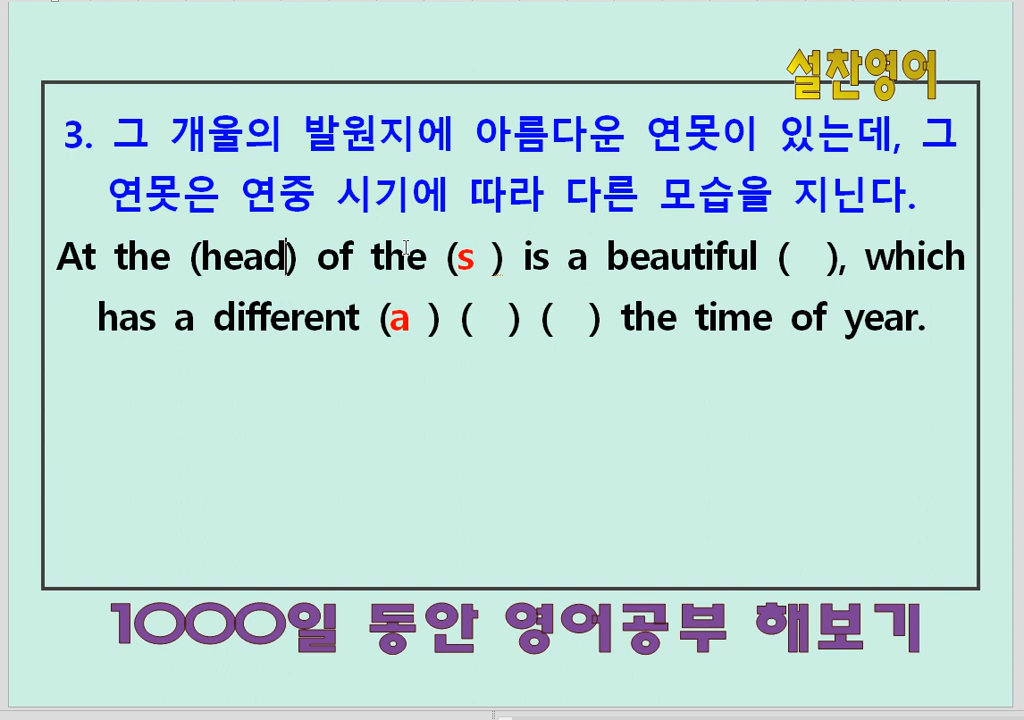 설찬영어
3. 그 개울의 발원지에 아름다운 연못이 있는데, 그
연못은 연중 시기에 따라 다른 모습을 지닌다.
At the (head) of the (s ) is a beautiful ( ), which
has a different (a ) ( ) ( ) the time of year.
1000일 동안 영어공부 해보기